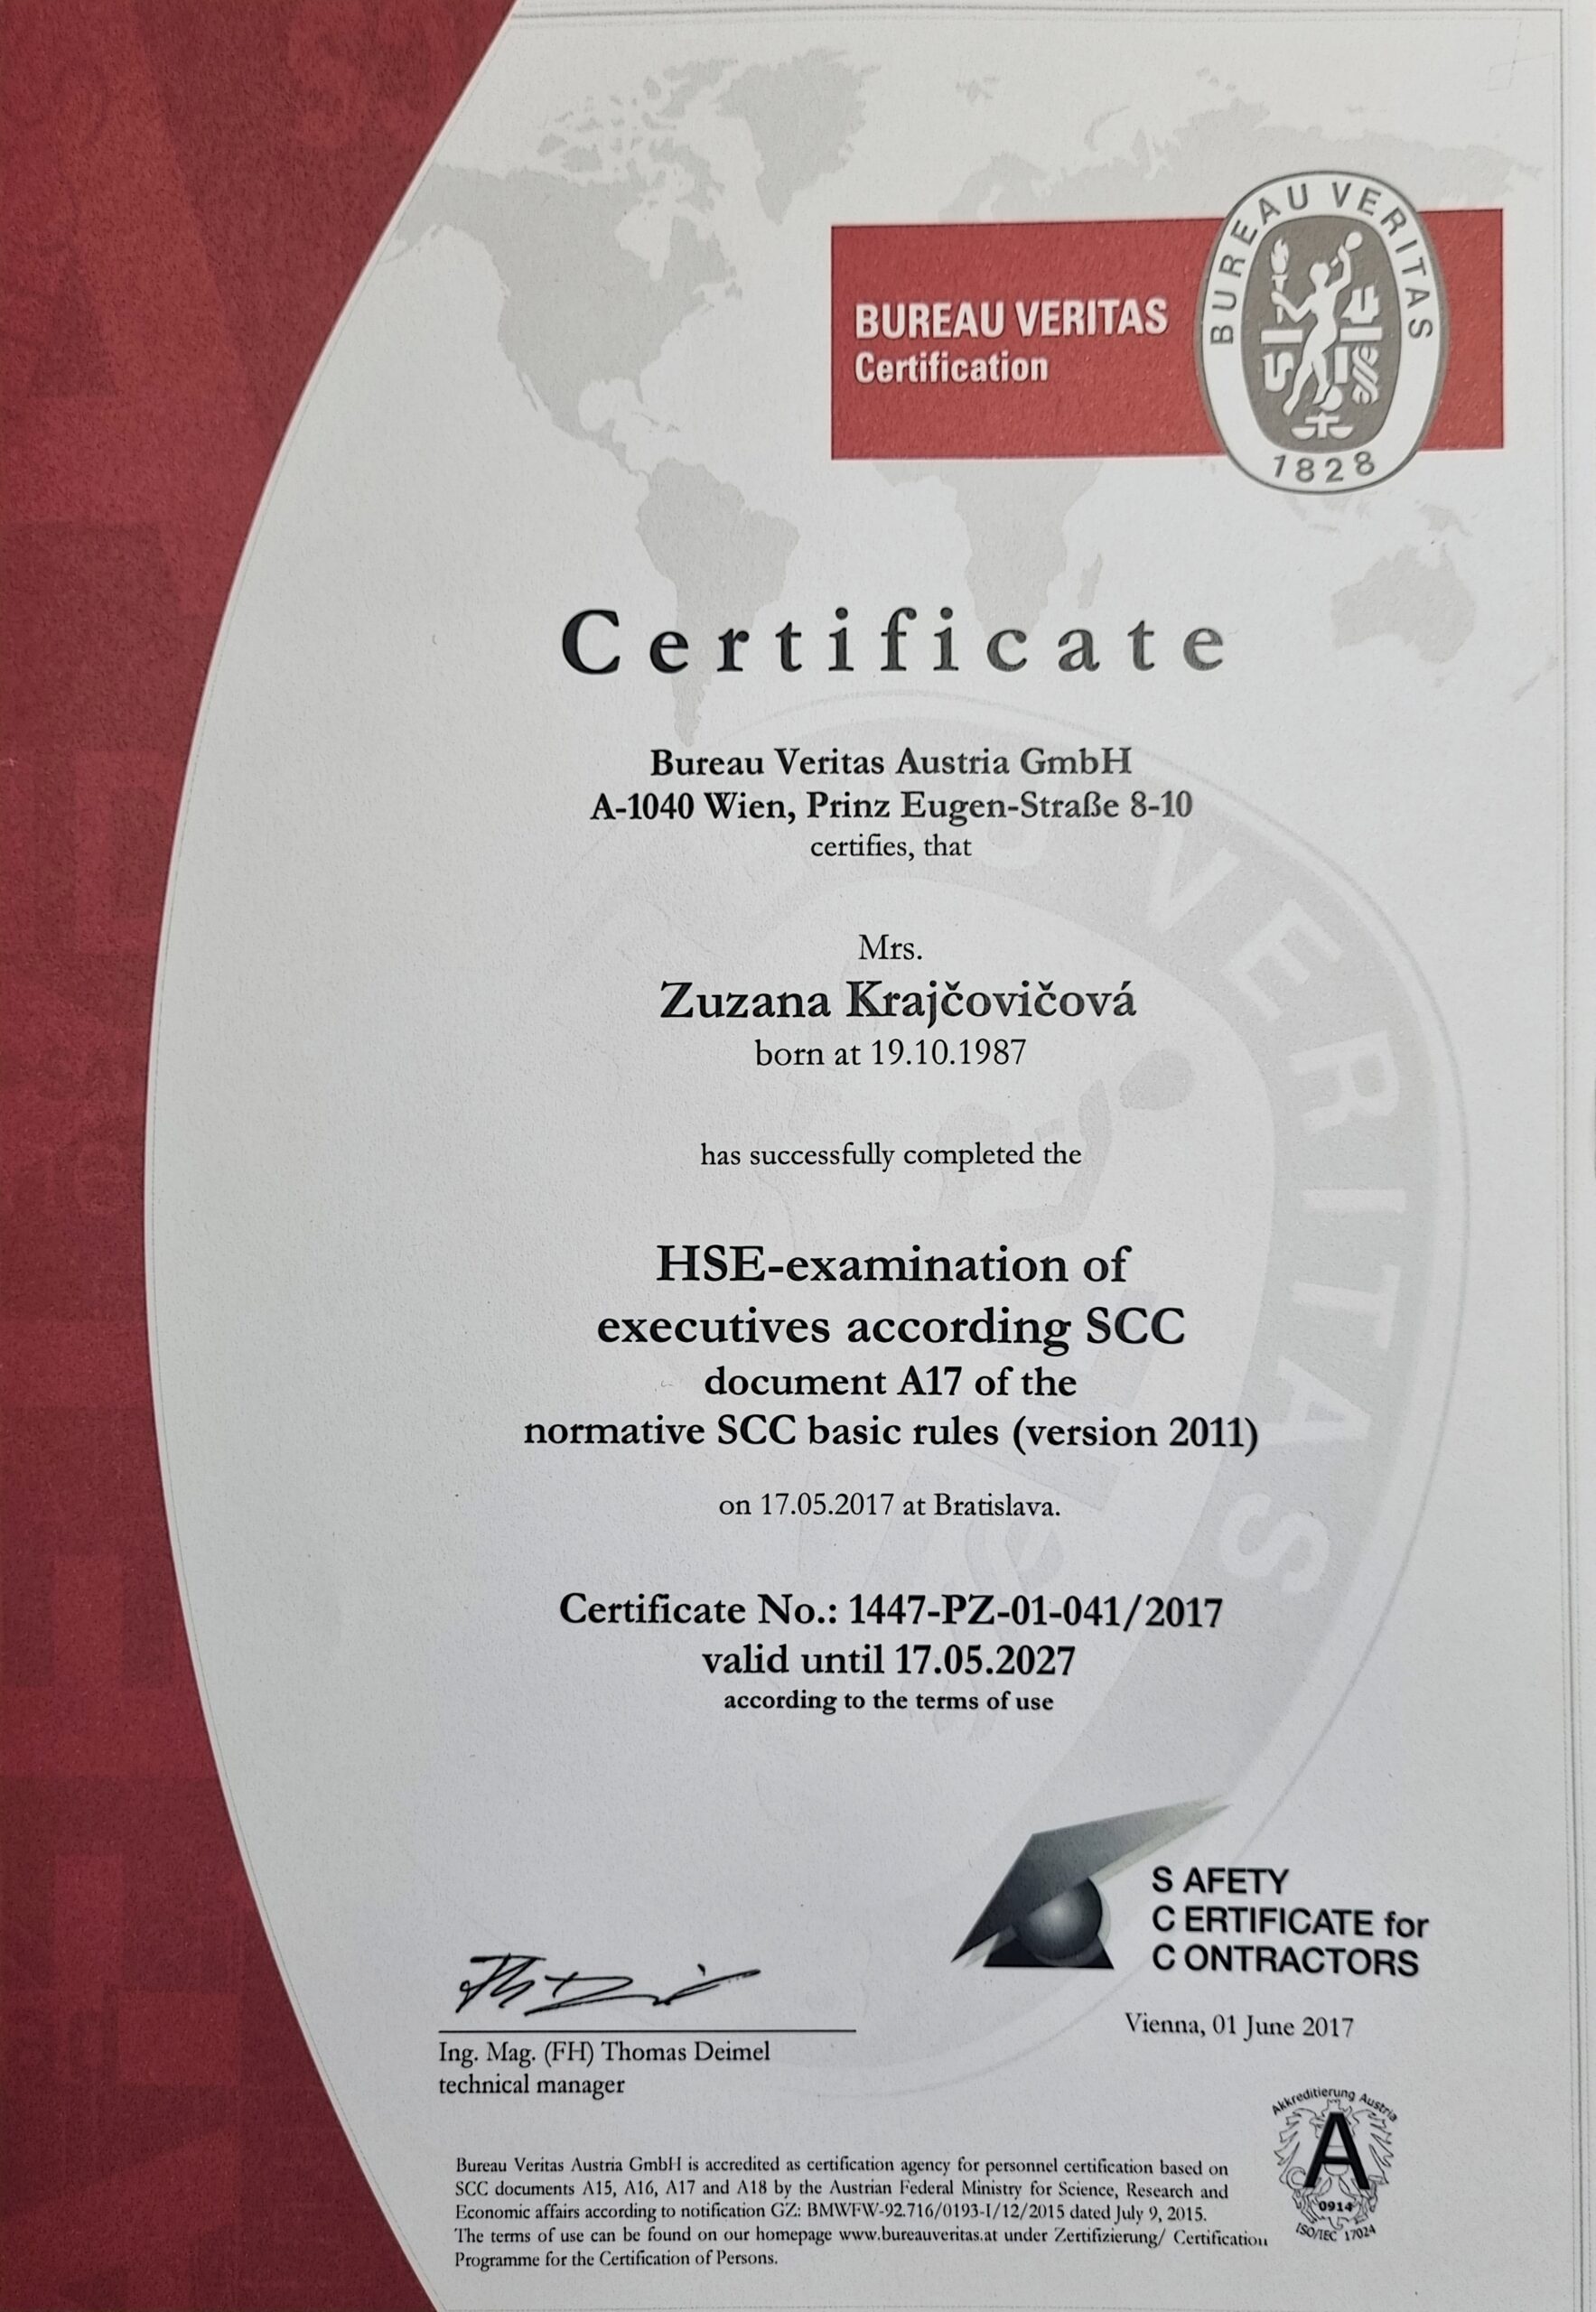 BUREAU VERITAS
Certification
BUREAU VERITAS
1828
Certificate
Bureau Veritas Austria GmbH
A-1040 Wien, Prinz Eugen-Straße 8-10
certifies, that
Mrs.
Zuzana Krajčovičová
born at 19.10.1987
has successfully completed the
HSE-examination of
executives according SCC
document A17 of the
normative SCC basic rules (version 2011)
on 17.05.2017 at Bratislava.
Certificate No.: 1447-PZ-01-041/2017
valid until 17.05.2027
according to the terms of use
S AFETY
C ERTIFICATE for
C ONTRACTORS
Vienna, 01 June 2017
Ing. Mag. (FH) Thomas Deimel
technical manager
Akkreditierung Austria
A
0914
ISO/IEC 17024
Bureau Veritas Austria GmbH is accredited as certification agency for personnel certification based on
SCC documents A15, A16, A17 and A18 by the Austrian Federal Ministry for Science, Research and
Economic affairs according to notification GZ: BMWFW-92.716/0193-I/12/2015 dated July 9, 2015.
The terms of use can be found on our homepage www.bureauveritas.at under Zertifizierung/ Certification
Programme for the Certification of Persons.